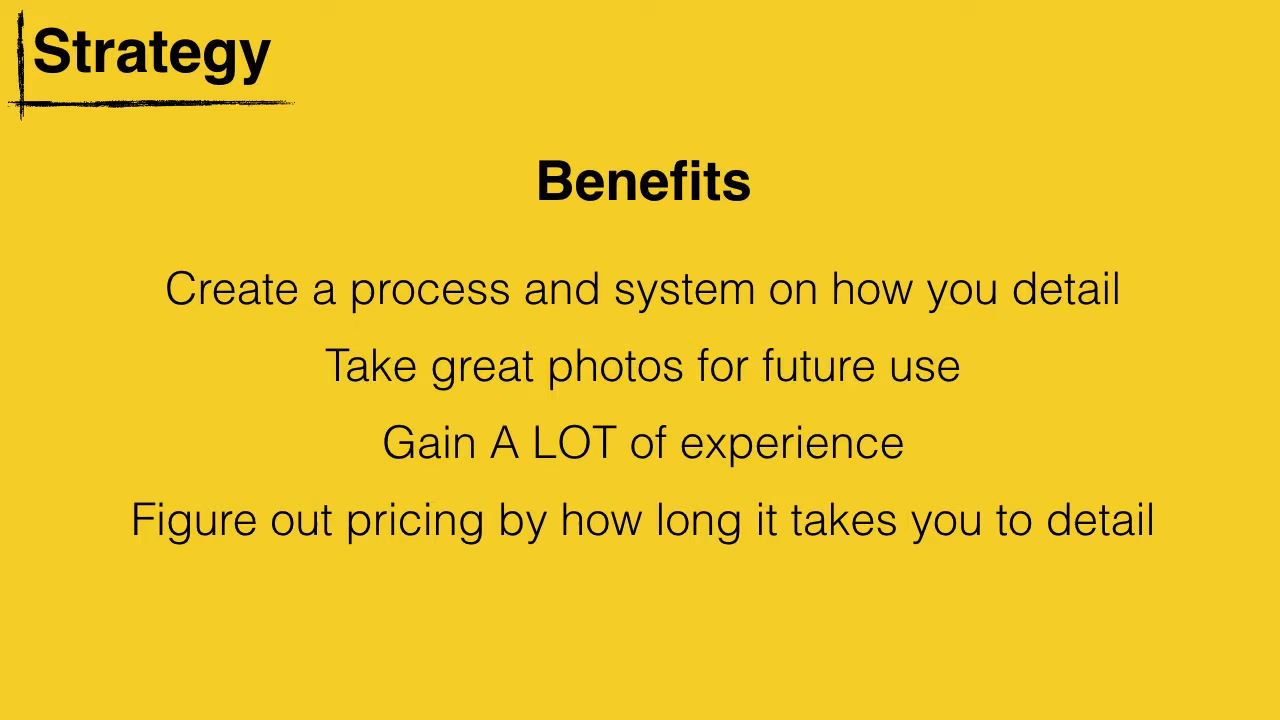 Strategy
Benefits
Create a process and system on how you detail
Take great photos for future use
Gain A LOT of experience
Figure out pricing by how long it takes you to detail